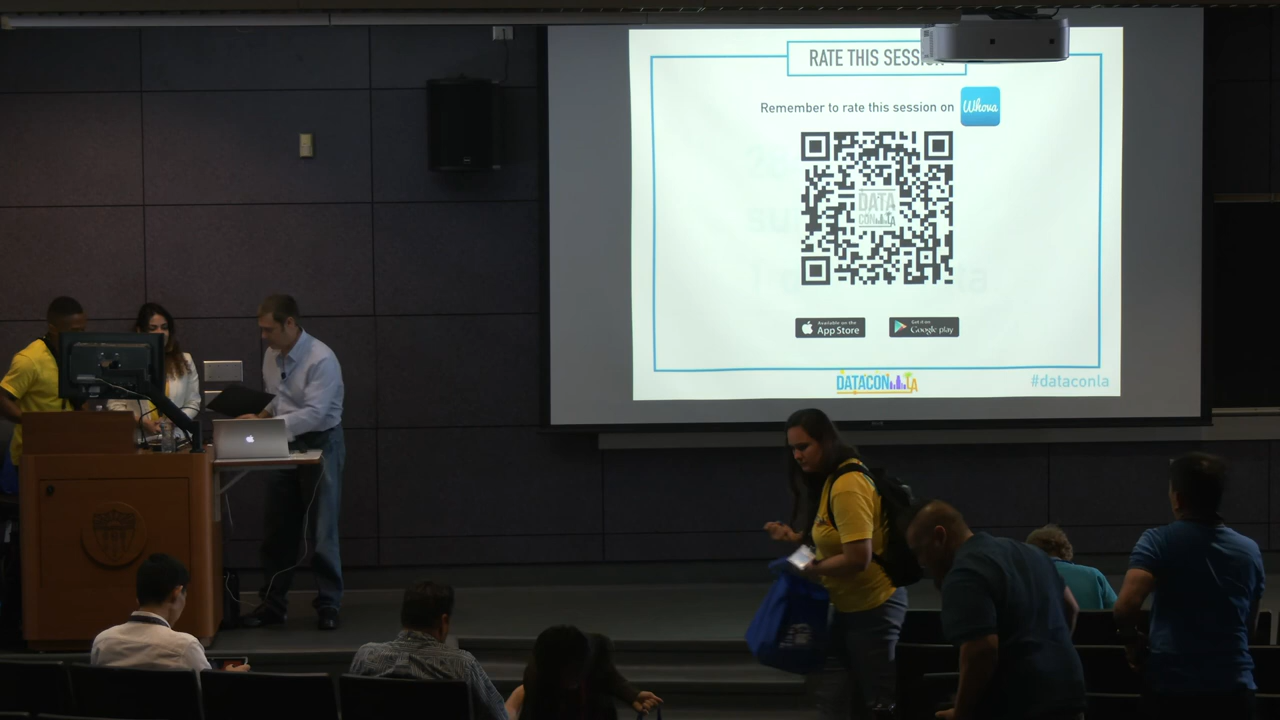 RATE THIS SESSION
Remember to rate this session on
Whova
DATA
CON LA
Available on the
App Store
Get it on
Google play
DATACON LA
#dataconla